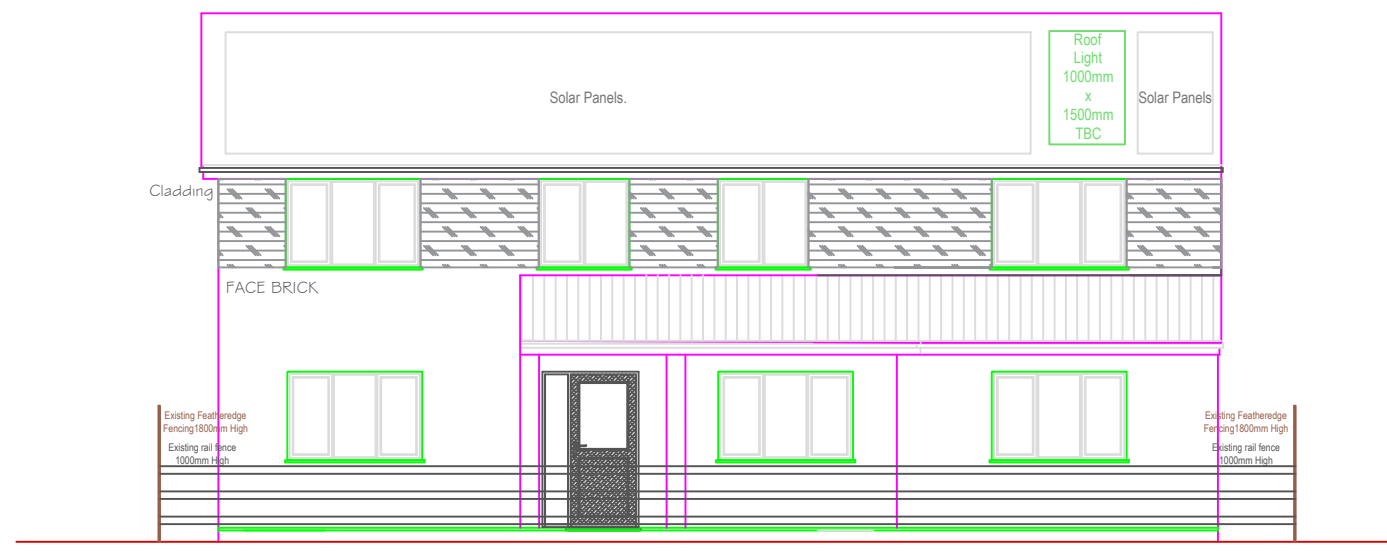 Roof
Light
1000mm
x
1500mm
TBC
Solar Panels.
Solar Panels
Cladding
FACE BRICK
Existing Featheredge
Fencing1800mm High
Existing rail fence
1000mm High
Existing Featheredge
Fencing1800mm High
Existing rail fence
1000mm High